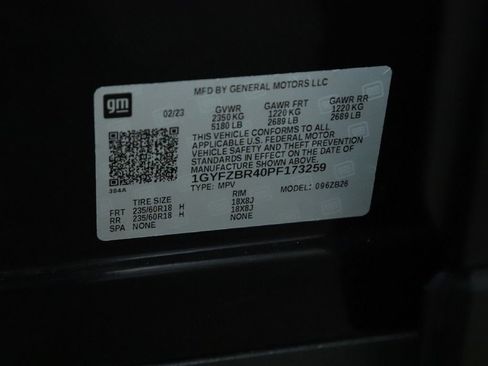 gm
MFD BY GENERAL MOTORS LLC
02/23 GVWR GAWR FRT GAWR RR
2350 KG 1220 KG 1220 KG
5180 LB 2689 LB 2689 LB
THIS VEHICLE CONFORMS TO ALL
APPLICABLE U.S. FEDERAL MOTOR
VEHICLE SAFETY AND THEFT PREVENTION
STANDARDS IN EFFECT ON THE DATE OF
MANUFACTURE SHOWN ABOVE.
1GYFZBR40PF173259
384A TYPE: MPV MODEL: 096ZB26
TIRE SIZE RIM
FRT 235/60R18 H 18X8J
RR 235/60R18 H 18X8J
SPA NONE